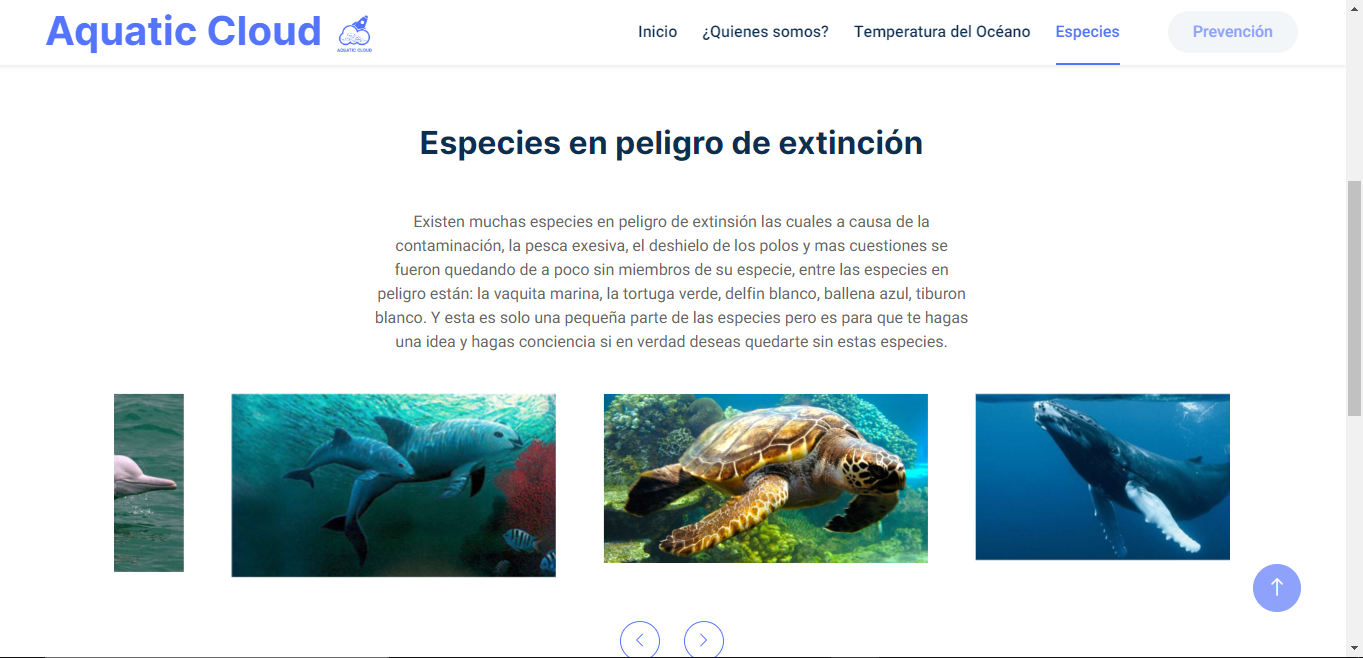 Aquatic Cloud
AQUATIC CLOUD
Inicio
¿Quienes somos?
Temperatura del Océano
Especies
Prevención
Especies en peligro de extinción
Existen muchas especies en peligro de extinsión las cuales a causa de la
contaminación, la pesca exesiva, el deshielo de los polos y mas cuestiones se
fueron quedando de a poco sin miembros de su especie, entre las especies en
peligro están: la vaquita marina, la tortuga verde, delfin blanco, ballena azul, tiburon
blanco. Y esta es solo una pequeña parte de las especies pero es para que te hagas
una idea y hagas conciencia si en verdad deseas quedarte sin estas especies.